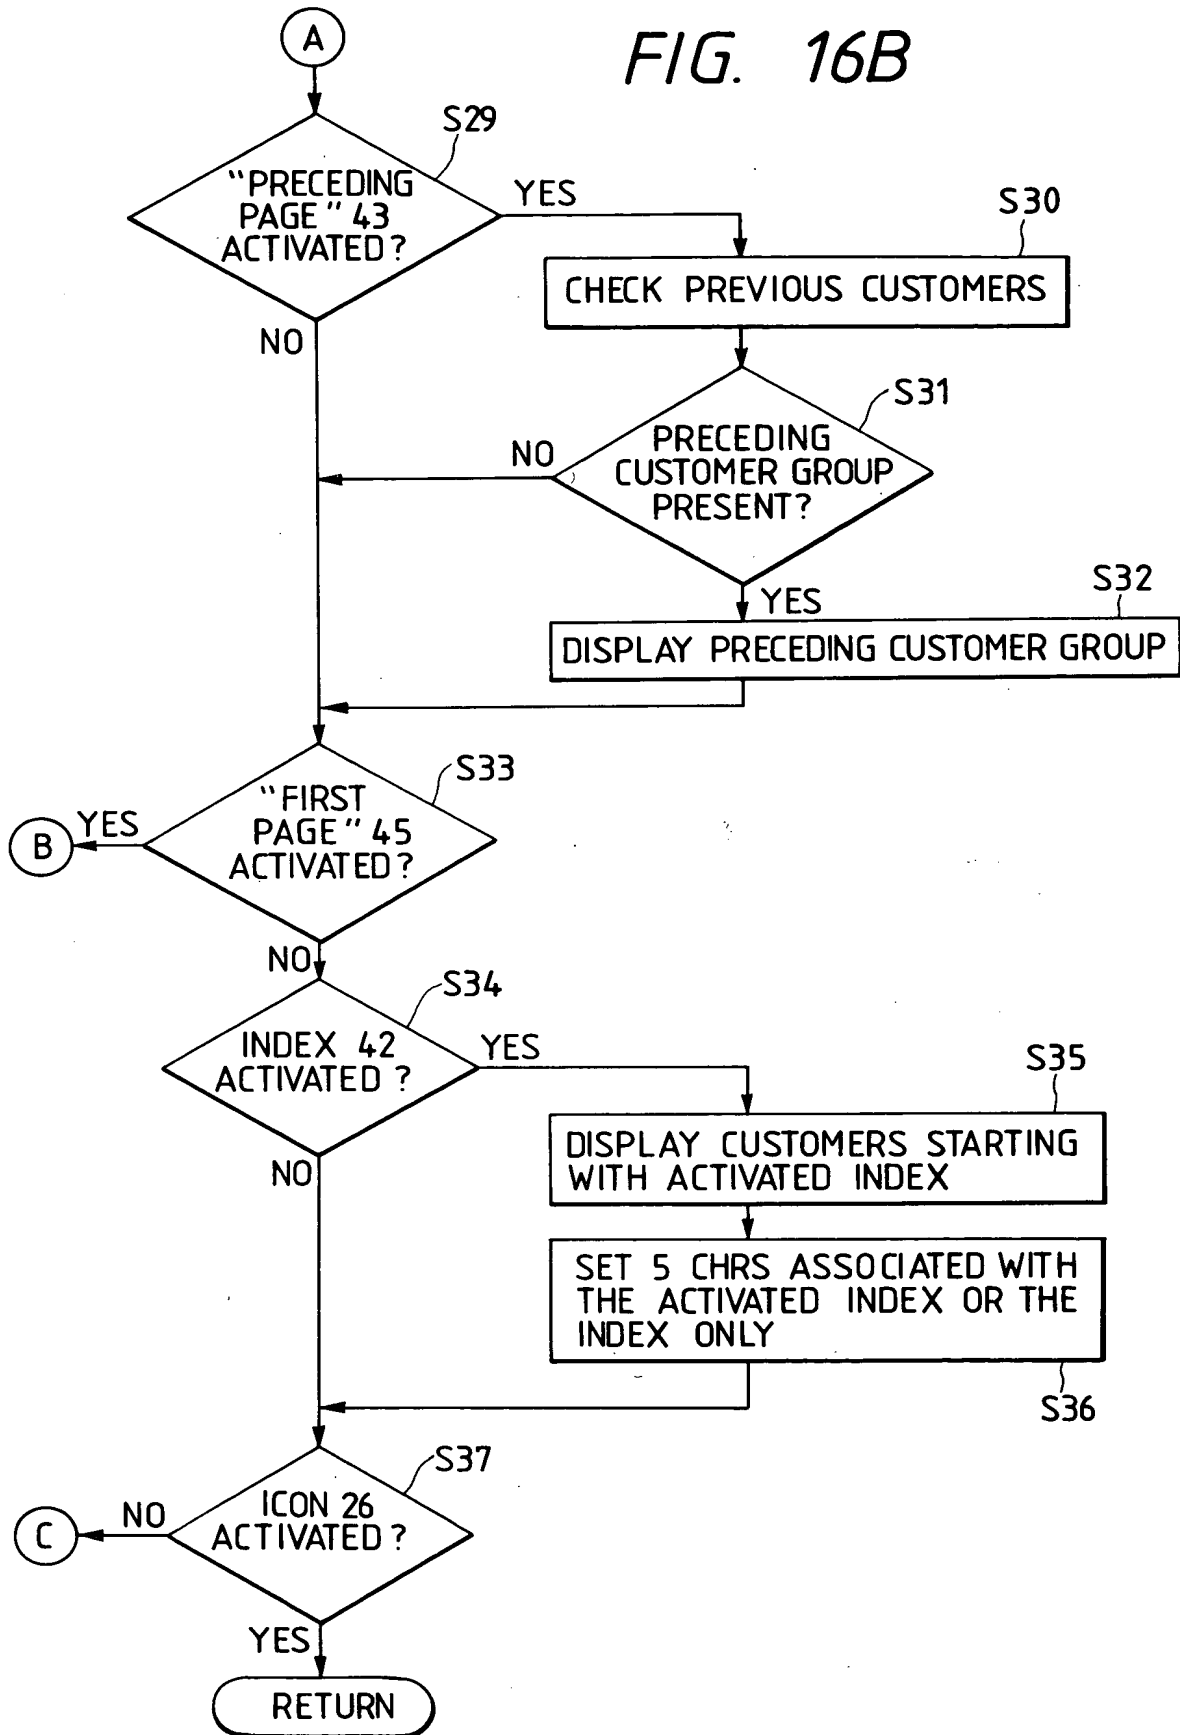 FIG. 16B
A
S29
"PRECEDING
PAGE" 43
ACTIVATED?
YES
S30
CHECK PREVIOUS CUSTOMERS
NO
S31
PRECEDING
CUSTOMER GROUP
PRESENT?
NO
YES
S32
DISPLAY PRECEDING CUSTOMER GROUP
S33
"FIRST
PAGE" 45
ACTIVATED?
YES
B
NO
S34
INDEX 42
ACTIVATED?
YES
S35
DISPLAY CUSTOMERS STARTING
WITH ACTIVATED INDEX
NO
SET 5 CHRS ASSOCIATED WITH
THE ACTIVATED INDEX OR THE
INDEX ONLY
S36
S37
ICON 26
ACTIVATED?
NO
C
YES
RETURN